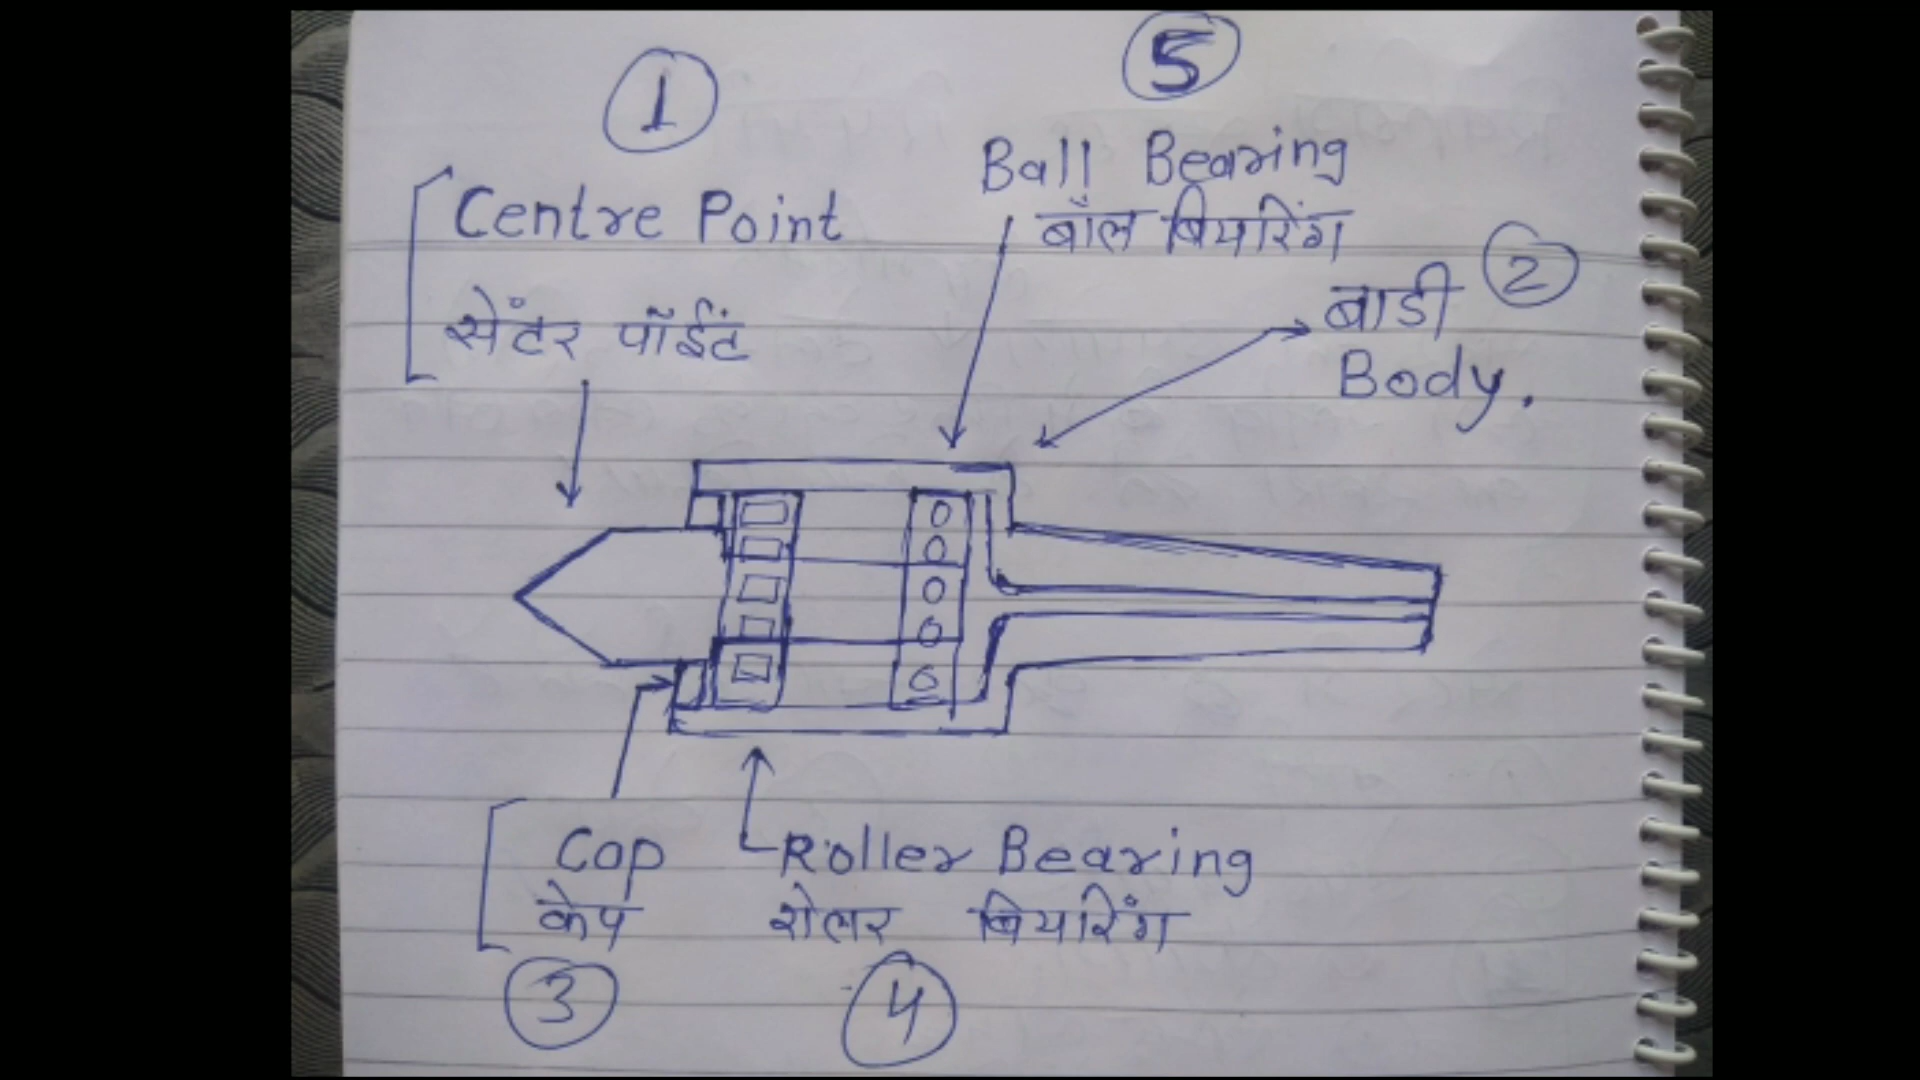 1
Centre Point
सेंटर पॉईंट
5
Ball Bearing
बॉल बियरिंग
2
बाडी
Body.
Cap
केप
3
Roller Bearing
रोलर बियरिंग
4